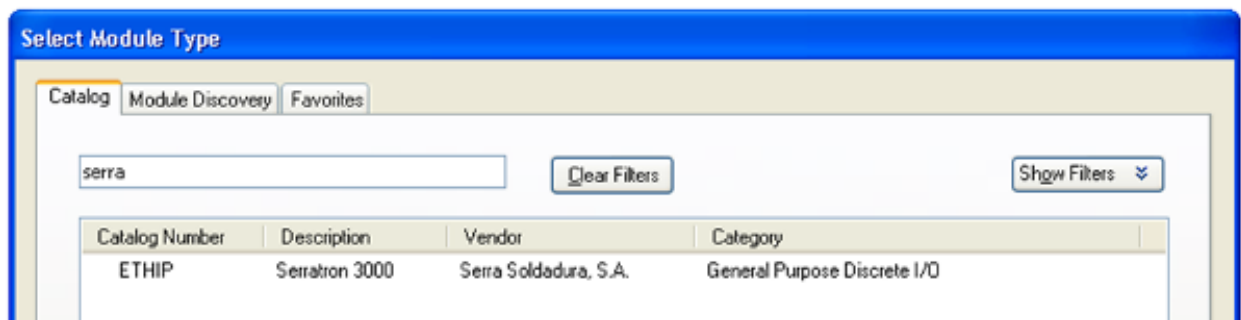 Select Module Type
Catalog Module Discovery Favorites
serra Clear Filters Show Filters
Catalog Number Description Vendor Category
ETHIP Serratron 3000 Serra Soldadura, S.A. General Purpose Discrete I/O